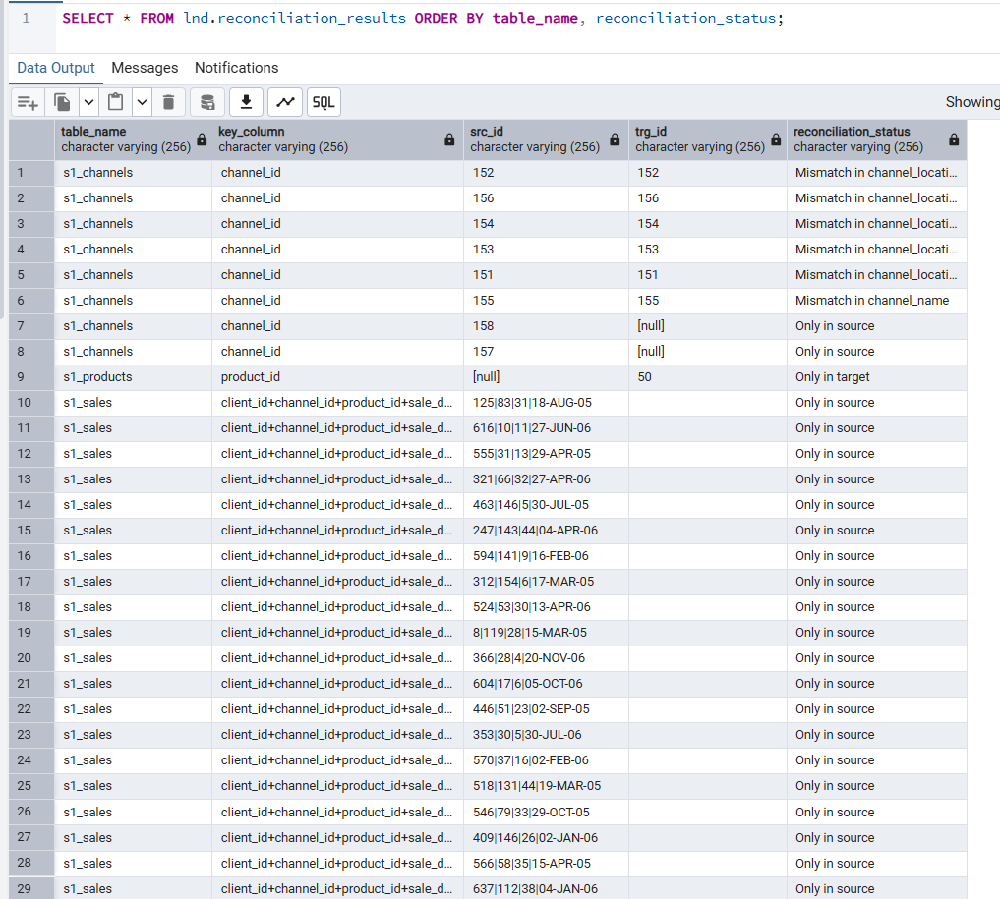 1 SELECT * FROM lnd.reconciliation_results ORDER BY table_name, reconciliation_status;
Data Output Messages Notifications
SQL Showing
table_name key_column src_id trg_id reconciliation_status
character varying (256) character varying (256) character varying (256) character varying (256) character varying (256)
1 s1_channels channel_id 152 152 Mismatch in channel_locati...
2 s1_channels channel_id 156 156 Mismatch in channel_locati...
3 s1_channels channel_id 154 154 Mismatch in channel_locati...
4 s1_channels channel_id 153 153 Mismatch in channel_locati...
5 s1_channels channel_id 151 151 Mismatch in channel_locati...
6 s1_channels channel_id 155 155 Mismatch in channel_name
7 s1_channels channel_id 158 [null] Only in source
8 s1_channels channel_id 157 [null] Only in source
9 s1_products product_id [null] 50 Only in target
10 s1_sales client_id+channel_id+product_id+sale_d... 125|83|31|18-AUG-05 Only in source
11 s1_sales client_id+channel_id+product_id+sale_d... 616|10|11|27-JUN-06 Only in source
12 s1_sales client_id+channel_id+product_id+sale_d... 555|31|13|29-APR-05 Only in source
13 s1_sales client_id+channel_id+product_id+sale_d... 321|66|32|27-APR-06 Only in source
14 s1_sales client_id+channel_id+product_id+sale_d... 463|146|5|30-JUL-05 Only in source
15 s1_sales client_id+channel_id+product_id+sale_d... 247|143|44|04-APR-06 Only in source
16 s1_sales client_id+channel_id+product_id+sale_d... 594|141|9|16-FEB-06 Only in source
17 s1_sales client_id+channel_id+product_id+sale_d... 312|154|6|17-MAR-05 Only in source
18 s1_sales client_id+channel_id+product_id+sale_d... 524|53|30|13-APR-06 Only in source
19 s1_sales client_id+channel_id+product_id+sale_d... 8|119|28|15-MAR-05 Only in source
20 s1_sales client_id+channel_id+product_id+sale_d... 366|28|4|20-NOV-06 Only in source
21 s1_sales client_id+channel_id+product_id+sale_d... 604|17|6|05-OCT-06 Only in source
22 s1_sales client_id+channel_id+product_id+sale_d... 446|51|23|02-SEP-05 Only in source
23 s1_sales client_id+channel_id+product_id+sale_d... 353|30|5|30-JUL-06 Only in source
24 s1_sales client_id+channel_id+product_id+sale_d... 570|37|16|02-FEB-06 Only in source
25 s1_sales client_id+channel_id+product_id+sale_d... 518|131|44|19-MAR-05 Only in source
26 s1_sales client_id+channel_id+product_id+sale_d... 546|79|33|29-OCT-05 Only in source
27 s1_sales client_id+channel_id+product_id+sale_d... 409|146|26|02-JAN-06 Only in source
28 s1_sales client_id+channel_id+product_id+sale_d... 566|58|35|15-APR-05 Only in source
29 s1_sales client_id+channel_id+product_id+sale_d... 637|112|38|04-JAN-06 Only in source